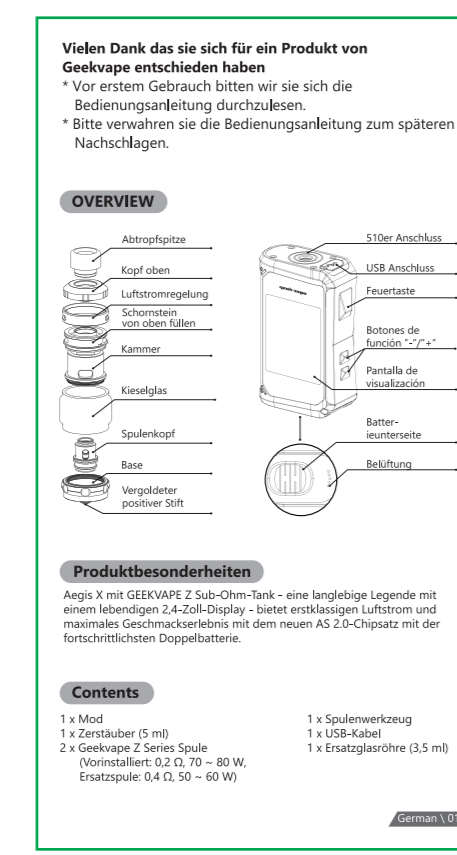 Vielen Dank das sie sich für ein Produkt von
Geekvape entschieden haben
* Vor erstem Gebrauch bitten wir sie sich die
Bedienungsanleitung durchzulesen.
* Bitte verwahren sie die Bedienungsanleitung zum späteren
Nachschlagen.
OVERVIEW
Abtropfspitze
Kopf oben
Luftstromregelung
Schornstein
von oben füllen
Kammer
Kieselglas
Spulenkopf
Base
Vergoldeter
positiver Stift
510er Anschluss
USB Anschluss
Feuertaste
Botones de
función "-"/"+"
Pantalla de
visualización
Batter-
ieunterseite
Belüftung
Produktbesonderheiten
Aegis X mit GEEKVAPE Z Sub-Ohm-Tank - eine langlebige Legende mit
einem lebendigen 2,4-Zoll-Display - bietet erstklassigen Luftstrom und
maximales Geschmackserlebnis mit dem neuen AS 2.0-Chipsatz mit der
fortschrittlichsten Doppelbatterie.
Contents
1 x Mod
1 x Zerstäuber (5 ml)
2 x Geekvape Z Series Spule
(Vorinstalliert: 0,2 Ω, 70 ~ 80 W,
Ersatzspule: 0,4 Ω, 50 ~ 60 W)
1 x Spulenwerkzeug
1 x USB-Kabel
1 x Ersatzglasröhre (3,5 ml)
German \ 01